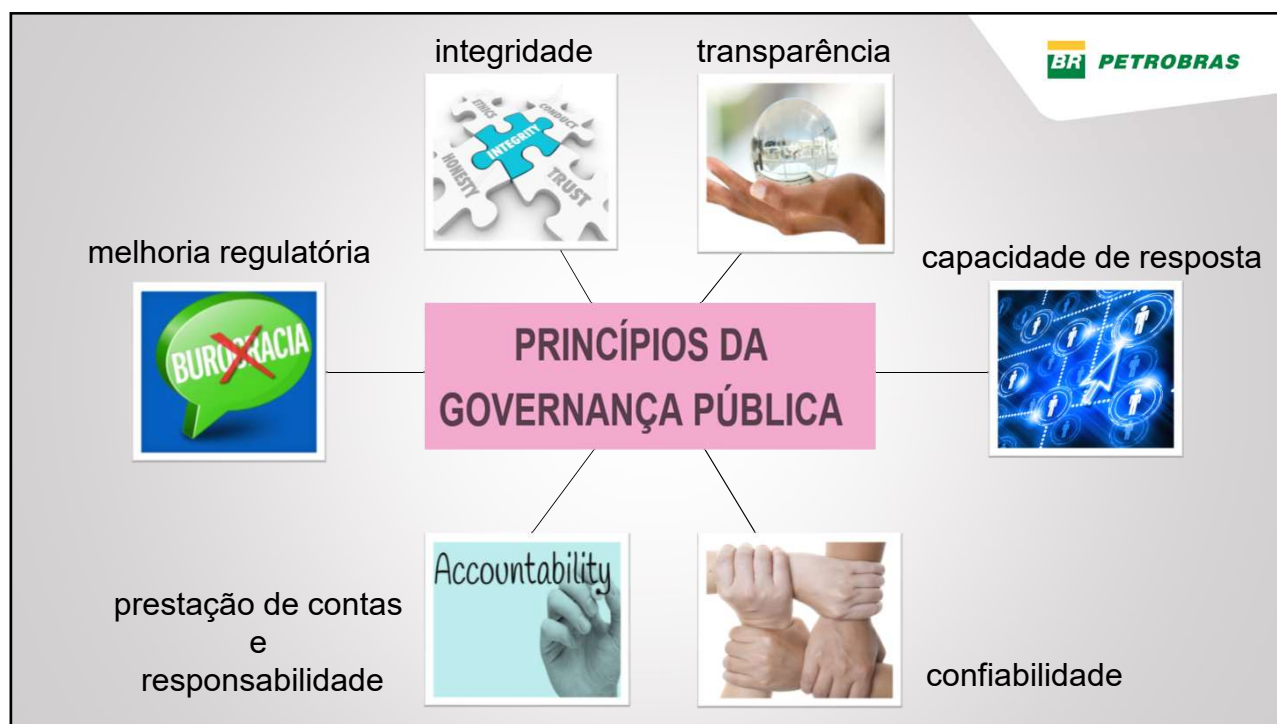 integridade
transparência
BR PETROBRAS
ETHICS
CONDUCT
INTEGRITY
HONESTY
TRUST
melhoria regulatória
capacidade de resposta
BUROCRACIA
PRINCÍPIOS DA
GOVERNANÇA PÚBLICA
Accountability
prestação de contas
e
responsabilidade
confiabilidade